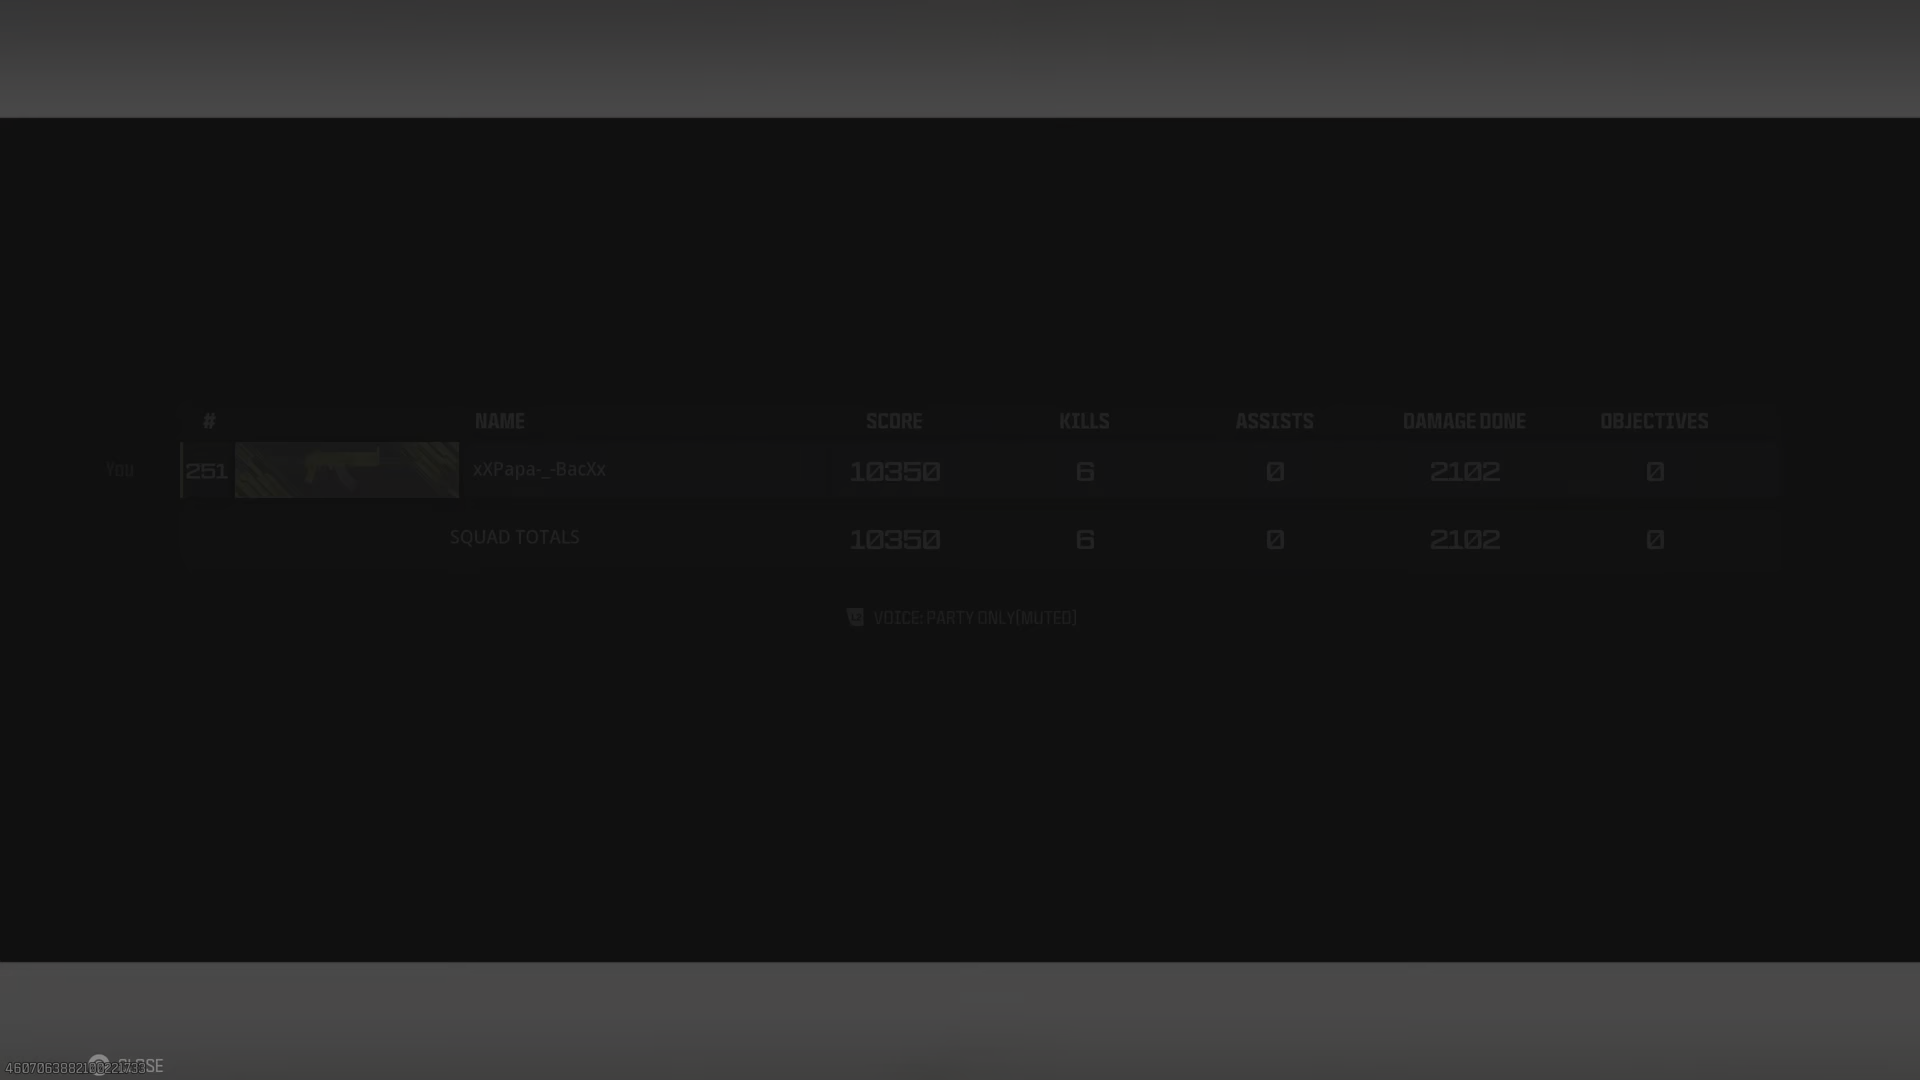 # NAME SCORE KILLS ASSISTS DAMAGE DONE OBJECTIVES
You 251 xXPapa-_-BacXx 10350 6 0 2102 0
SQUAD TOTALS 10350 6 0 2102 0
VOICE: PARTY ONLY[MUTED]
CLOSE